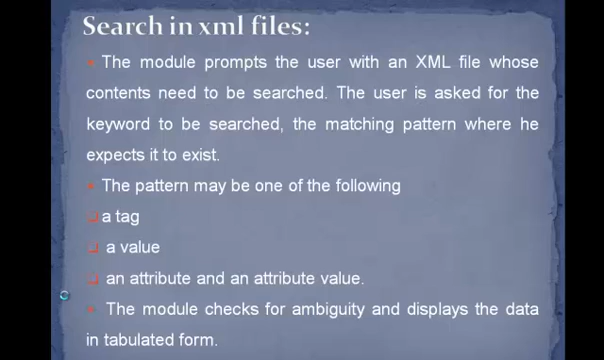 Search in xml files:
The module prompts the user with an XML file whose
contents need to be searched. The user is asked for the
keyword to be searched, the matching pattern where he
expects it to exist.
The pattern may be one of the following
a tag
a value
an attribute and an attribute value.
The module checks for ambiguity and displays the data
in tabulated form.